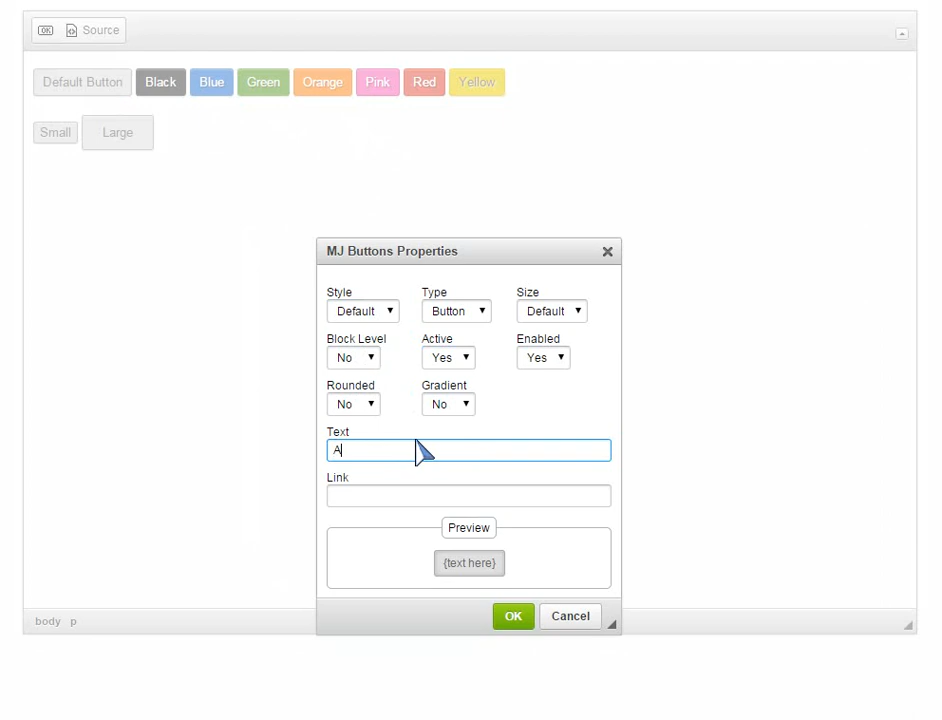 OK Source
Default Button Black Blue Green Orange Pink Red Yellow
Small Large
MJ Buttons Properties
Style Type Size
Default Button Default
Block Level Active Enabled
No Yes Yes
Rounded Gradient
No No
Text
A
Link
Preview
{text here}
OK Cancel
body p